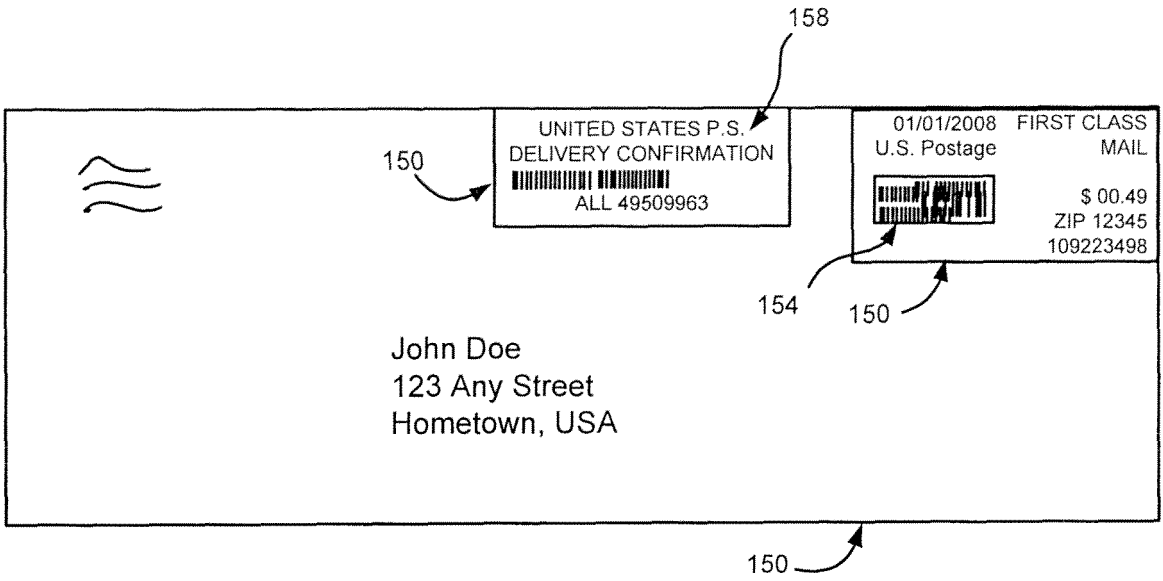 158
UNITED STATES P.S.
DELIVERY CONFIRMATION
ALL 49509963
150
01/01/2008 FIRST CLASS
U.S. Postage MAIL
$ 00.49
ZIP 12345
109223498
154
150
John Doe
123 Any Street
Hometown, USA
150